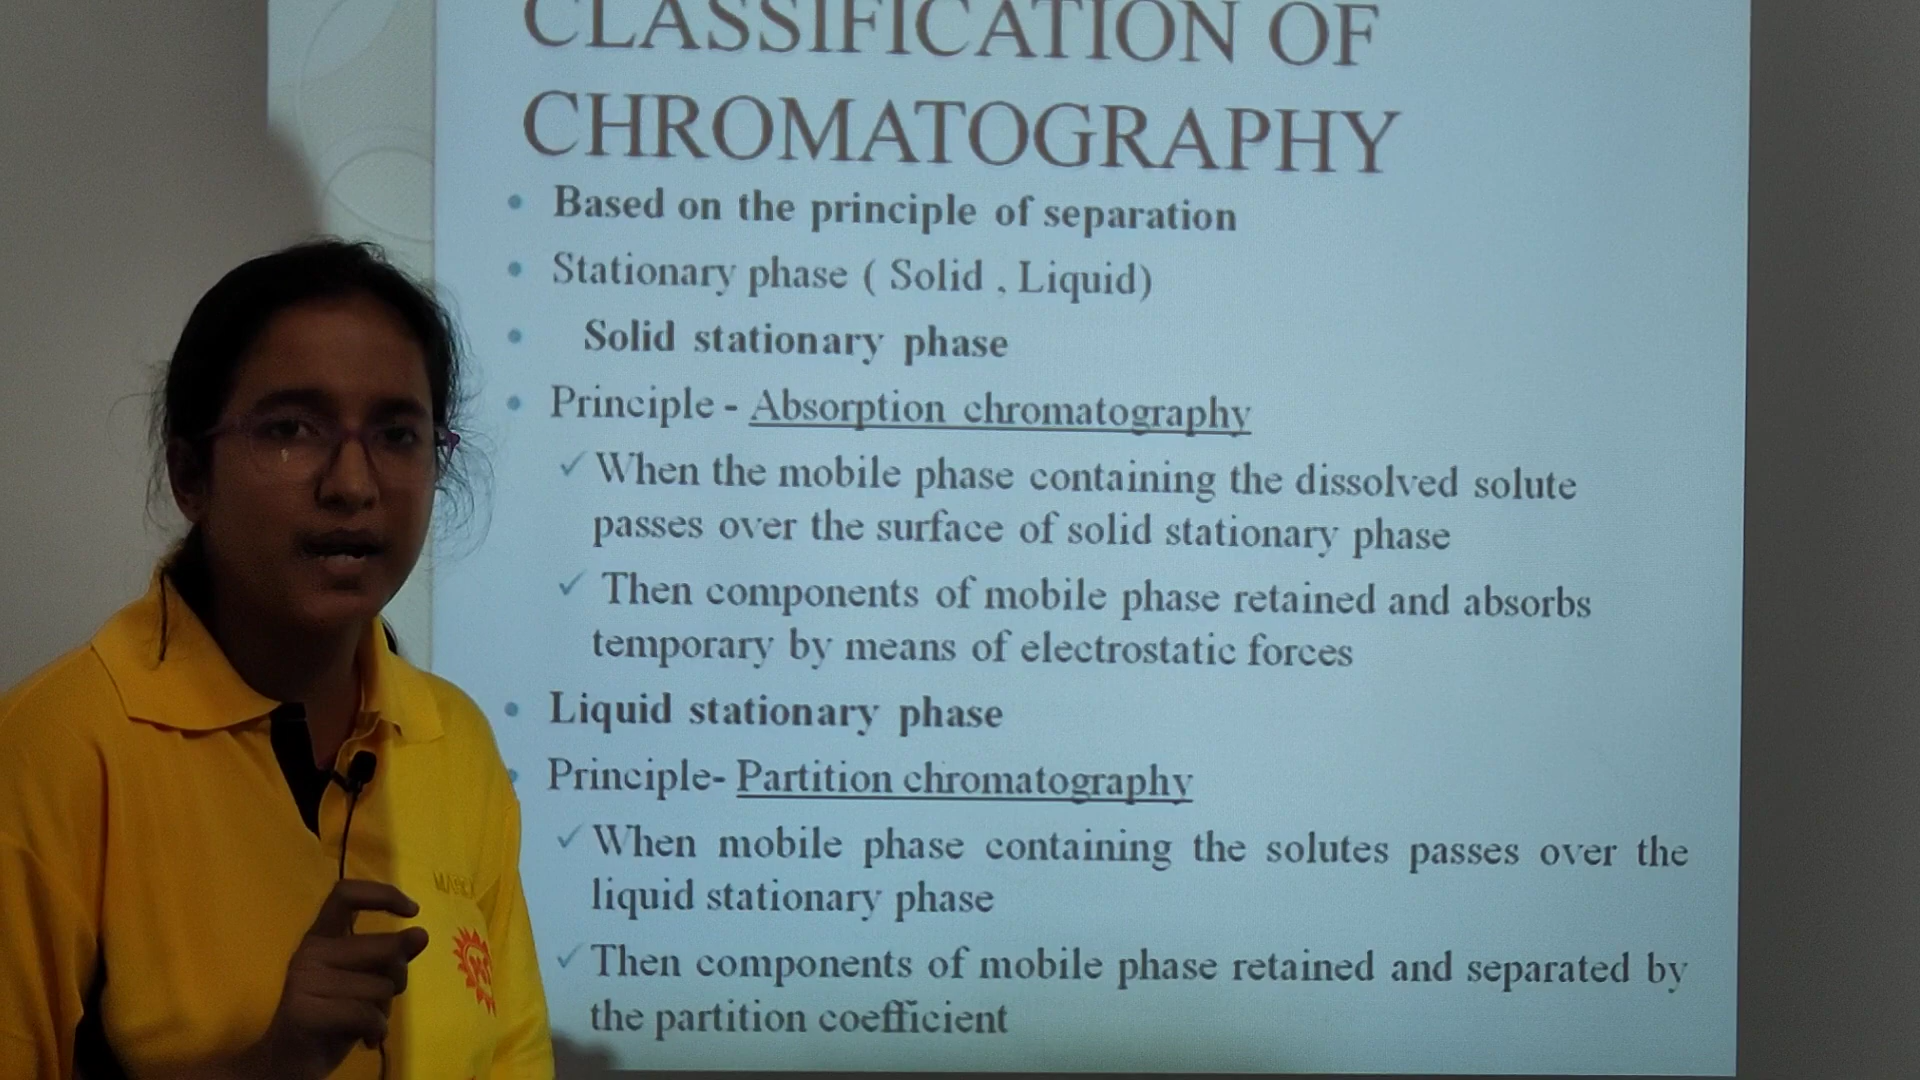 CLASSIFICATION OF
CHROMATOGRAPHY
• Based on the principle of separation
• Stationary phase ( Solid , Liquid)
• Solid stationary phase
• Principle - Absorption chromatography
✓ When the mobile phase containing the dissolved solute
passes over the surface of solid stationary phase
✓ Then components of mobile phase retained and absorbs
temporary by means of electrostatic forces
• Liquid stationary phase
• Principle- Partition chromatography
✓ When mobile phase containing the solutes passes over the
liquid stationary phase
✓ Then components of mobile phase retained and separated by
the partition coefficient